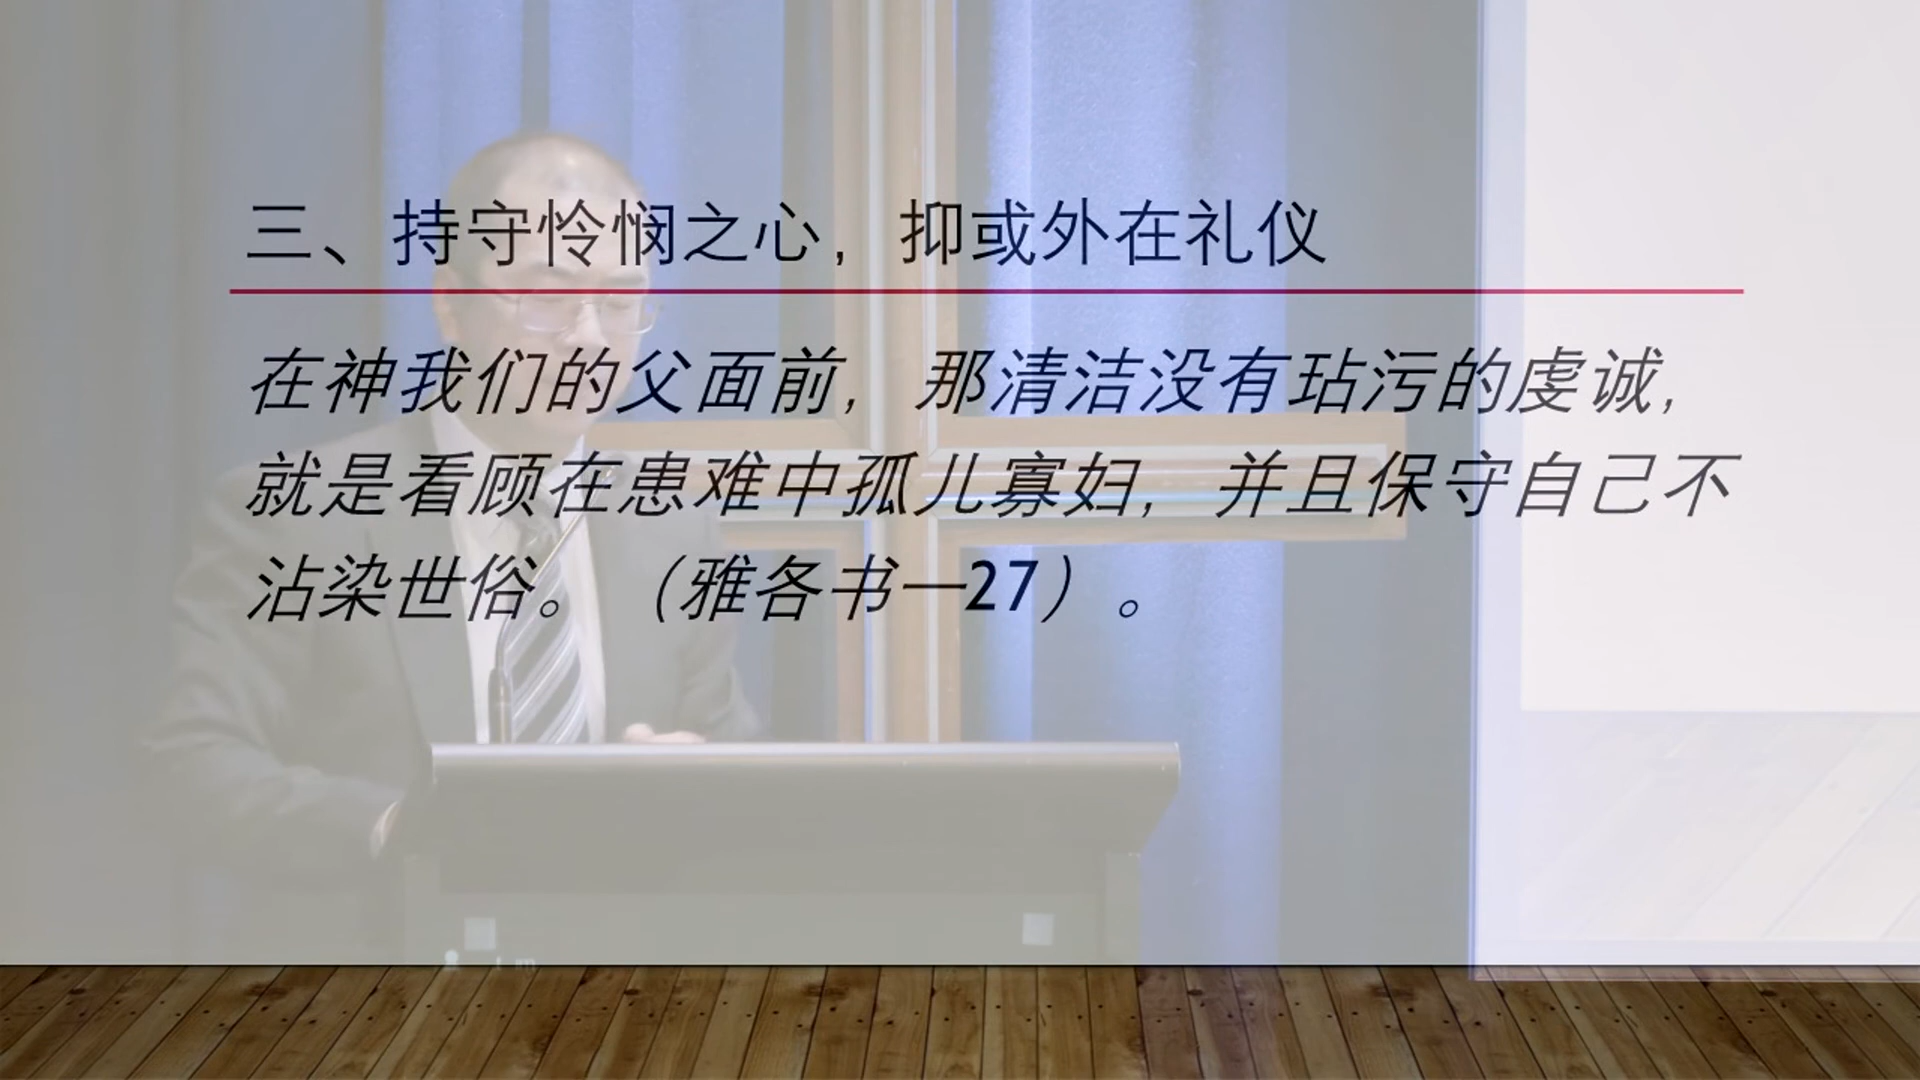 三、持守怜悯之心，抑或外在礼仪
在神我们的父面前，那清洁没有玷污的虔诚，
就是看顾在患难中孤儿寡妇，并且保守自己不
沾染世俗。（雅各书一27）。